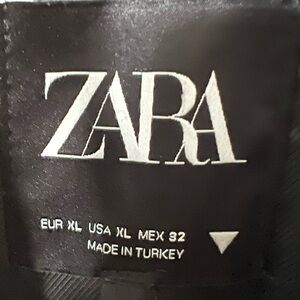 ZARA
EUR XL USA XL MEX 32
MADE IN TURKEY